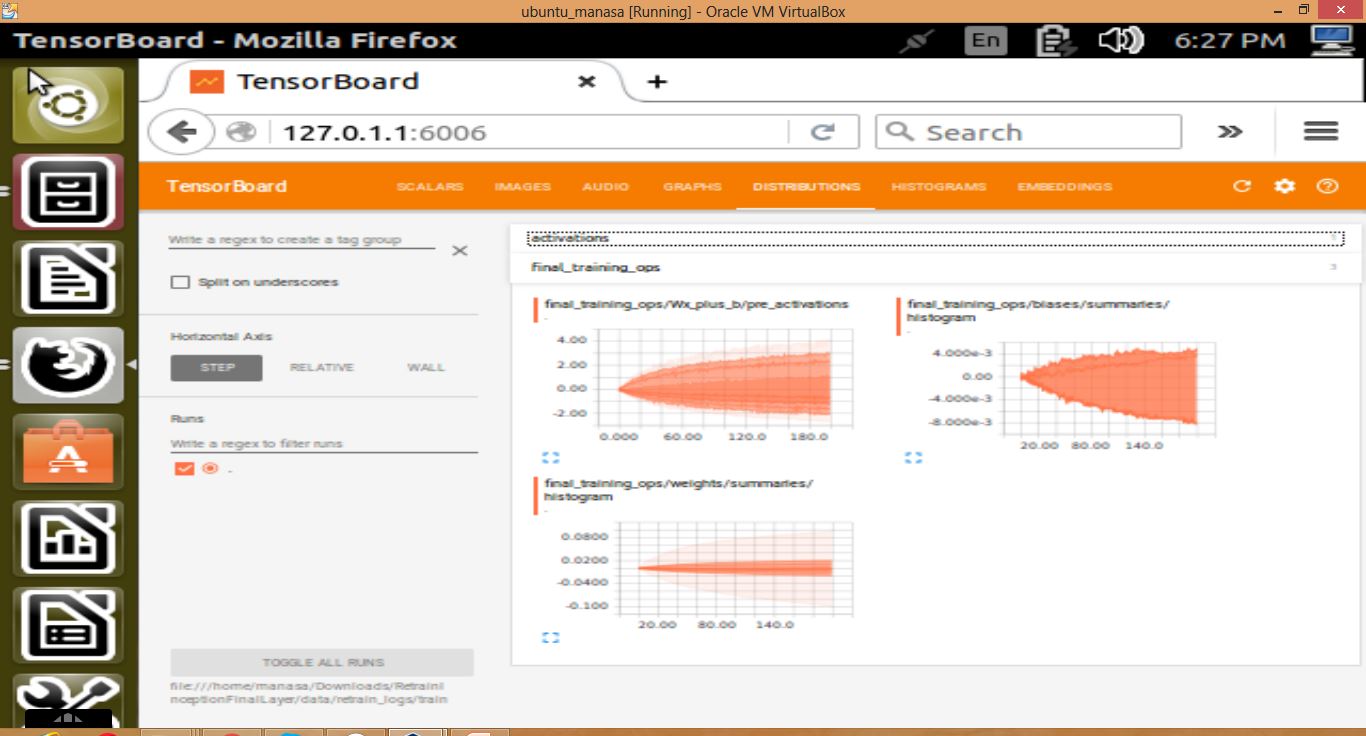 ubuntu_manasa [Running] - Oracle VM VirtualBox
TensorBoard - Mozilla Firefox
En
6:27 PM
TensorBoard
127.0.1.1:6006
Search
TensorBoard
SCALARS
IMAGES
AUDIO
GRAPHS
DISTRIBUTIONS
HISTOGRAMS
EMBEDDINGS
Write a regex to create a tag group
Split on underscores
Horizontal Axis
STEP
RELATIVE
WALL
Runs
Write a regex to filter runs
.
TOGGLE ALL RUNS
file:///home/manasa/Downloads/RetrainI
nceptionFinalLayer/data/retrain_logs/train
activations
final_training_ops
3
final_training_ops/Wx_plus_b/pre_activations
.
4.00
2.00
0.00
-2.00
0.000
60.00
120.0
180.0
final_training_ops/biases/summaries/
histogram
.
4.000e-3
0.00
-4.000e-3
-8.000e-3
20.00
80.00
140.0
final_training_ops/weights/summaries/
histogram
.
0.0800
0.0200
-0.0400
-0.100
20.00
80.00
140.0